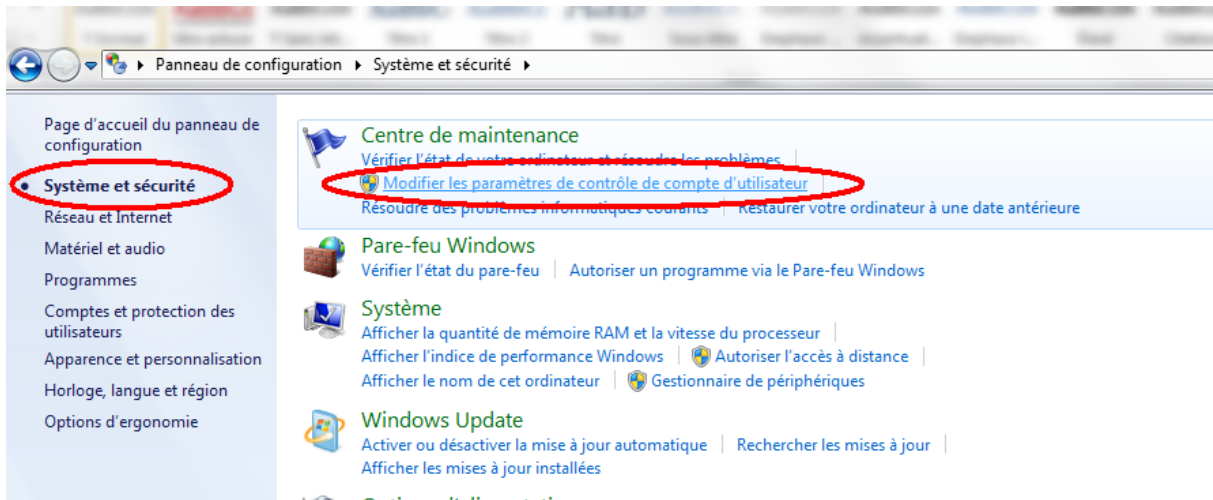 Panneau de configuration ▸ Système et sécurité ▸
Page d'accueil du panneau de
configuration
Système et sécurité
Réseau et Internet
Matériel et audio
Programmes
Comptes et protection des
utilisateurs
Apparence et personnalisation
Horloge, langue et région
Options d'ergonomie
Centre de maintenance
Vérifier l'état de votre ordinateur et résoudre les problèmes
Modifier les paramètres de contrôle de compte d'utilisateur
Résoudre des problèmes informatiques courants | Restaurer votre ordinateur à une date antérieure
Pare-feu Windows
Vérifier l'état du pare-feu | Autoriser un programme via le Pare-feu Windows
Système
Afficher la quantité de mémoire RAM et la vitesse du processeur
Afficher l'indice de performance Windows | Autoriser l'accès à distance
Afficher le nom de cet ordinateur | Gestionnaire de périphériques
Windows Update
Activer ou désactiver la mise à jour automatique | Rechercher les mises à jour
Afficher les mises à jour installées